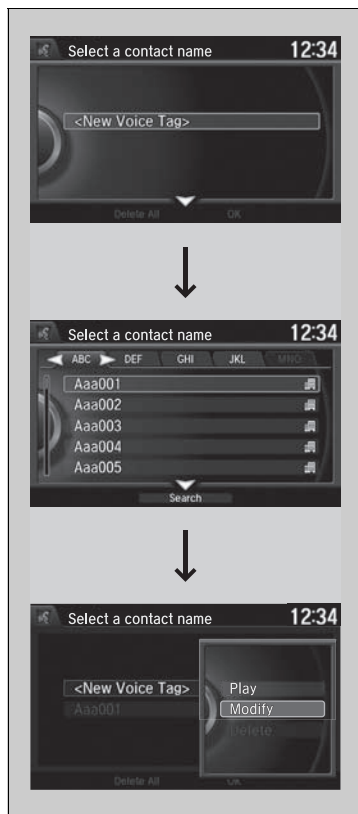 Select a contact name 12:34
<New Voice Tag>
Delete All OK
Select a contact name 12:34
ABC DEF GHI JKL MNO
Aaa001
Aaa002
Aaa003
Aaa004
Aaa005
Search
Select a contact name 12:34
<New Voice Tag> Play
Aaa001 Modify
Delete
Delete All OK